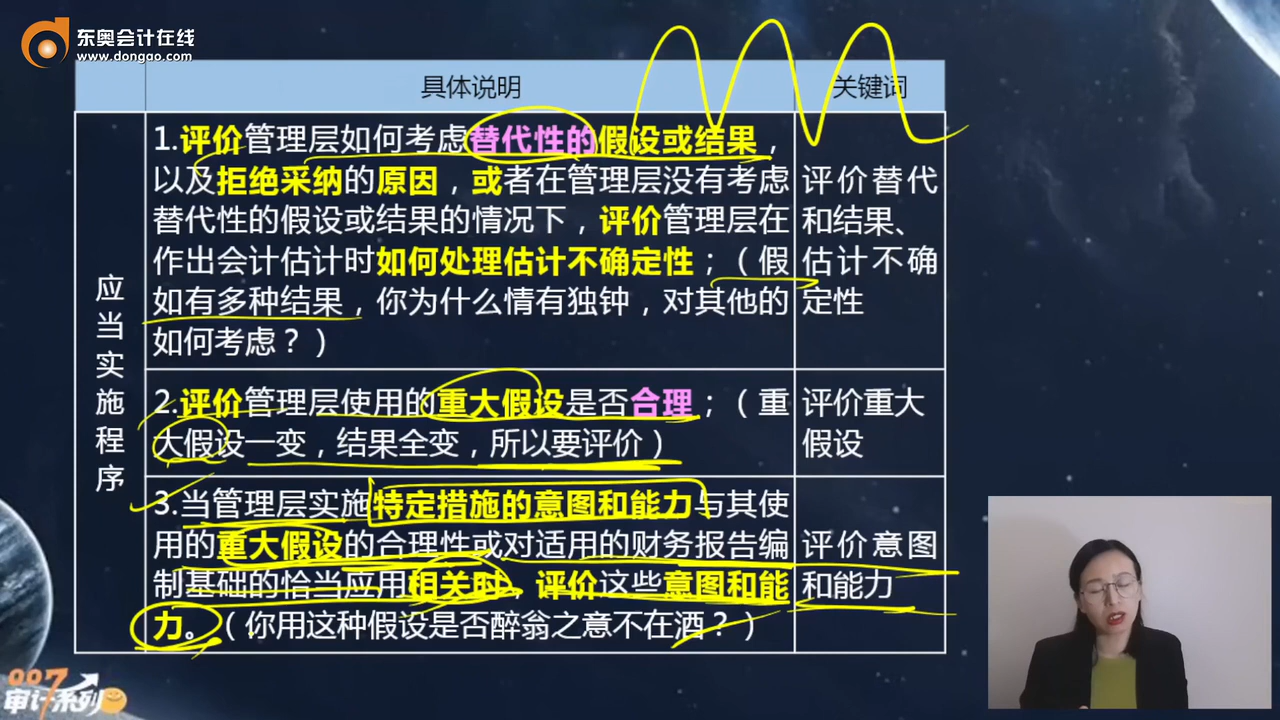 东奥会计在线
www.dongao.com
具体说明
关键词
应当实施程序
1.评价管理层如何考虑替代性的假设或结果，
以及拒绝采纳的原因，或者在管理层没有考虑
替代性的假设或结果的情况下，评价管理层在
作出会计估计时如何处理估计不确定性；（假
如有多种结果，你为什么情有独钟，对其他的
如何考虑？）
评价替代
和结果、
估计不确
定性
2.评价管理层使用的重大假设是否合理；（重
大假设一变，结果全变，所以要评价）
评价重大
假设
3.当管理层实施特定措施的意图和能力与其使
用的重大假设的合理性或对适用的财务报告编
制基础的恰当应用相关时，评价这些意图和能
力。（你用这种假设是否醉翁之意不在酒？）
评价意图
和能力
007
审计系列